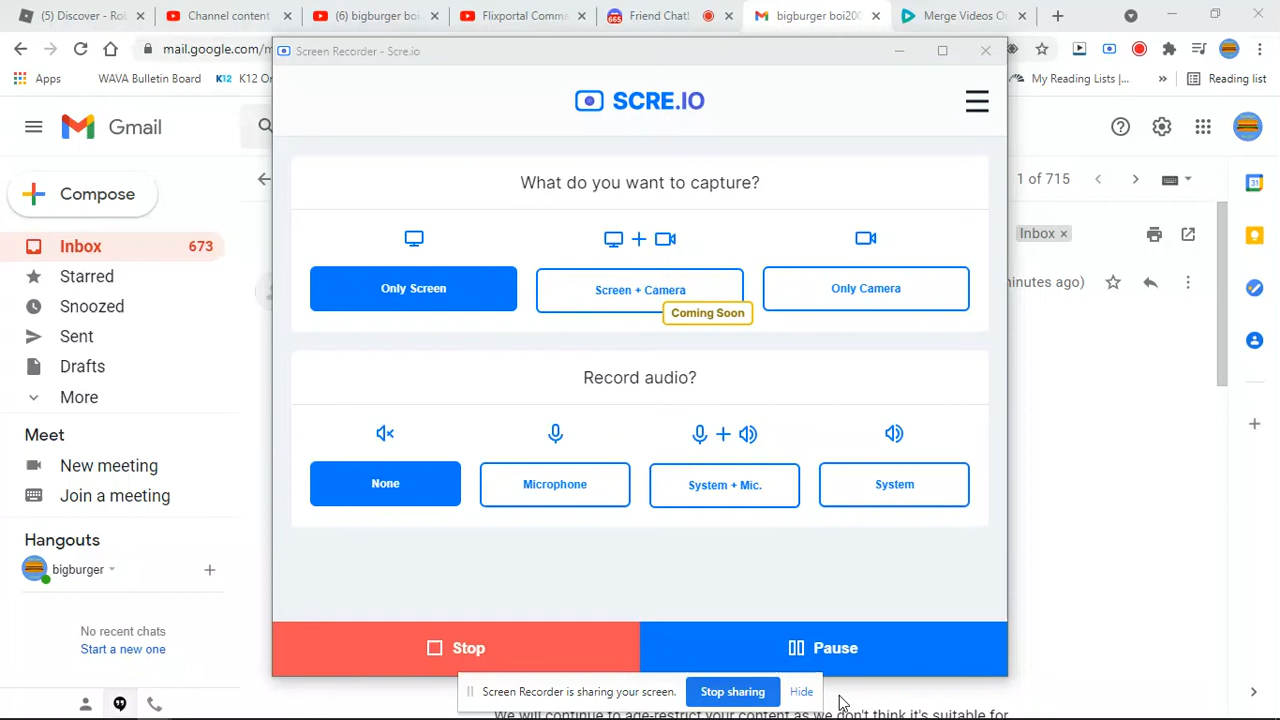 (5) Discover - Rob
Channel content
(6) bigburger boi
Flixportal Comme
Friend Chat!
bigburger boi200
Merge Videos O
mail.google.com/m
Screen Recorder - Scre.io
Apps
WAVA Bulletin Board
K12 Or
My Reading Lists |...
»
Reading list
Gmail
SCRE.IO
Compose
What do you want to capture?
1 of 715
Inbox 673
Only Screen
Screen + Camera
Only Camera
Coming Soon
Inbox ×
minutes ago)
Starred
Snoozed
Sent
Drafts
More
Record audio?
None
Microphone
System + Mic.
System
Meet
New meeting
Join a meeting
Hangouts
bigburger
No recent chats
Start a new one
Stop
Pause
Screen Recorder is sharing your screen.
Stop sharing
Hide
We will continue to age-restrict your content as we don't think it's suitable for